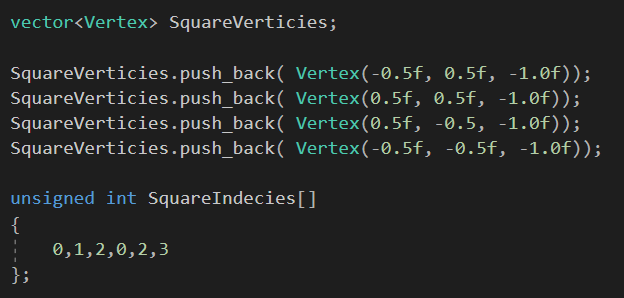 vector<Vertex> SquareVerticies;
SquareVerticies.push_back( Vertex(-0.5f, 0.5f, -1.0f));
SquareVerticies.push_back( Vertex(0.5f, 0.5f, -1.0f));
SquareVerticies.push_back( Vertex(0.5f, -0.5, -1.0f));
SquareVerticies.push_back( Vertex(-0.5f, -0.5f, -1.0f));
unsigned int SquareIndecies[]
{
0,1,2,0,2,3
};